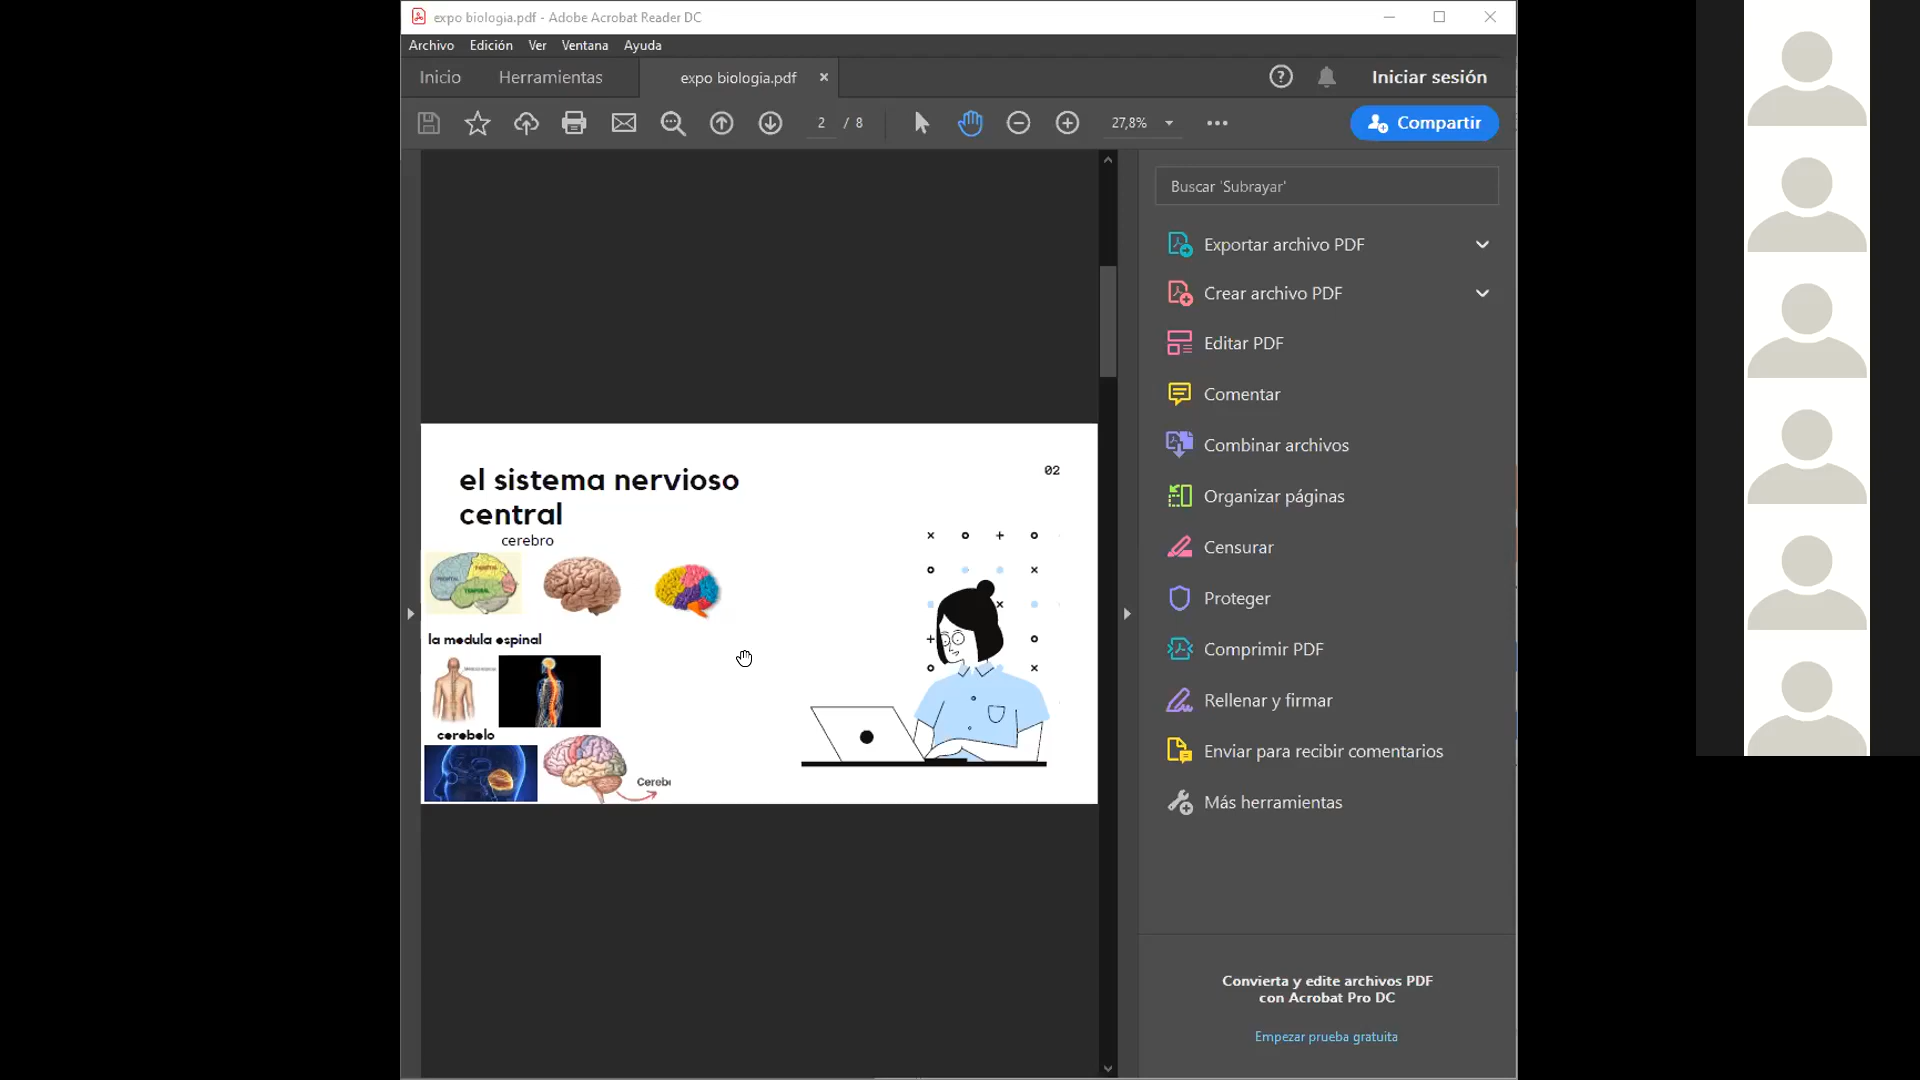 expo biologia.pdf - Adobe Acrobat Reader DC
Archivo Edición Ver Ventana Ayuda
Inicio Herramientas expo biologia.pdf × Iniciar sesión
2 / 8 27,8% Compartir
Buscar 'Subrayar'
Exportar archivo PDF
Crear archivo PDF
Editar PDF
Comentar
Combinar archivos
Organizar páginas
Censurar
Proteger
Comprimir PDF
Rellenar y firmar
Enviar para recibir comentarios
Más herramientas
Convierta y edite archivos PDF
con Acrobat Pro DC
Empezar prueba gratuita
el sistema nervioso
central
02
cerebro
PARIETAL
TEMPORAL
la medula espinal
cerebelo
Cereb